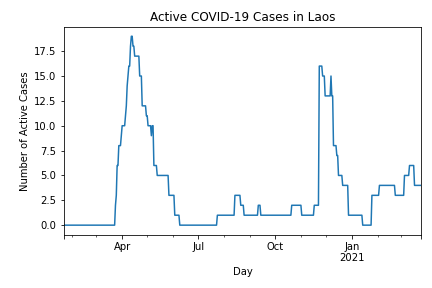 Active COVID-19 Cases in Laos
Number of Active Cases
17.5
15.0
12.5
10.0
7.5
5.0
2.5
0.0
Apr Jul Oct Jan
2021
Day